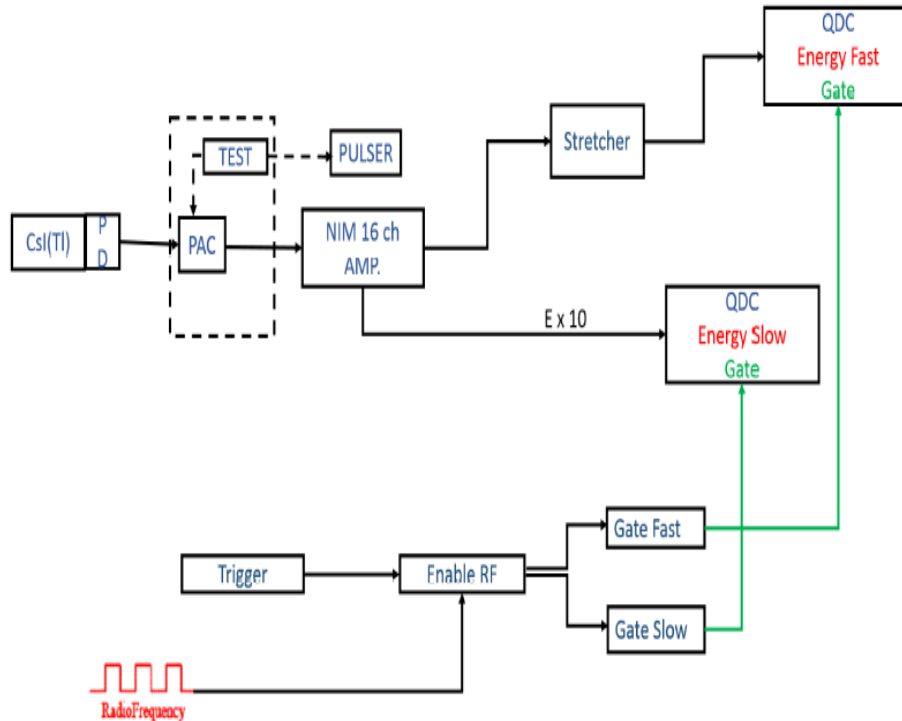 QDC
Energy Fast
Gate
Stretcher
TEST
PULSER
CsI(Tl)
P
D
PAC
NIM 16 ch
AMP.
E x 10
QDC
Energy Slow
Gate
Gate Fast
Trigger
Enable RF
Gate Slow
RadioFrequency